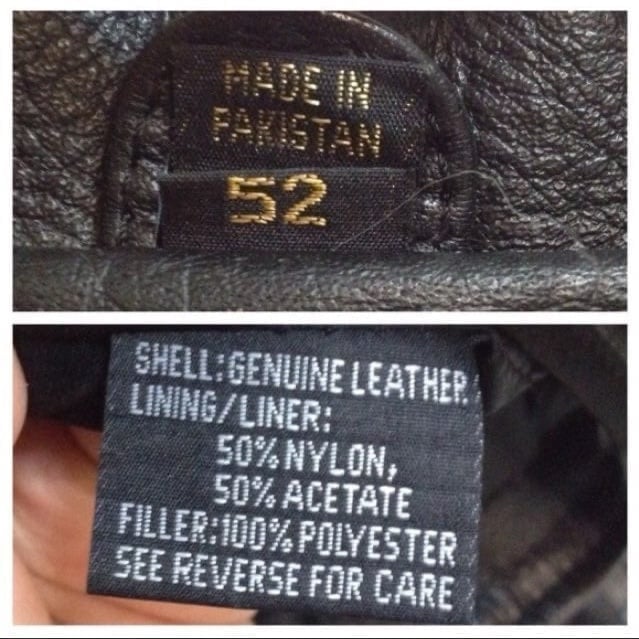 MADE IN
PAKISTAN
52
SHELL:GENUINE LEATHER
LINING/LINER:
50% NYLON,
50% ACETATE
FILLER:100% POLYESTER
SEE REVERSE FOR CARE